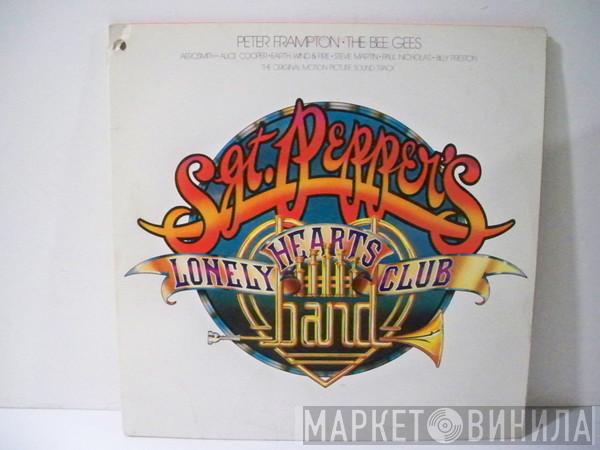 PETER FRAMPTON · THE BEE GEES
AEROSMITH · ALICE COOPER · EARTH, WIND & FIRE · STEVE MARTIN · PAUL NICHOLAS · BILLY PRESTON
THE ORIGINAL MOTION PICTURE SOUND TRACK
Sgt. Pepper's
LONELY HEARTS CLUB
band
МАРКЕТ ВИНИЛА